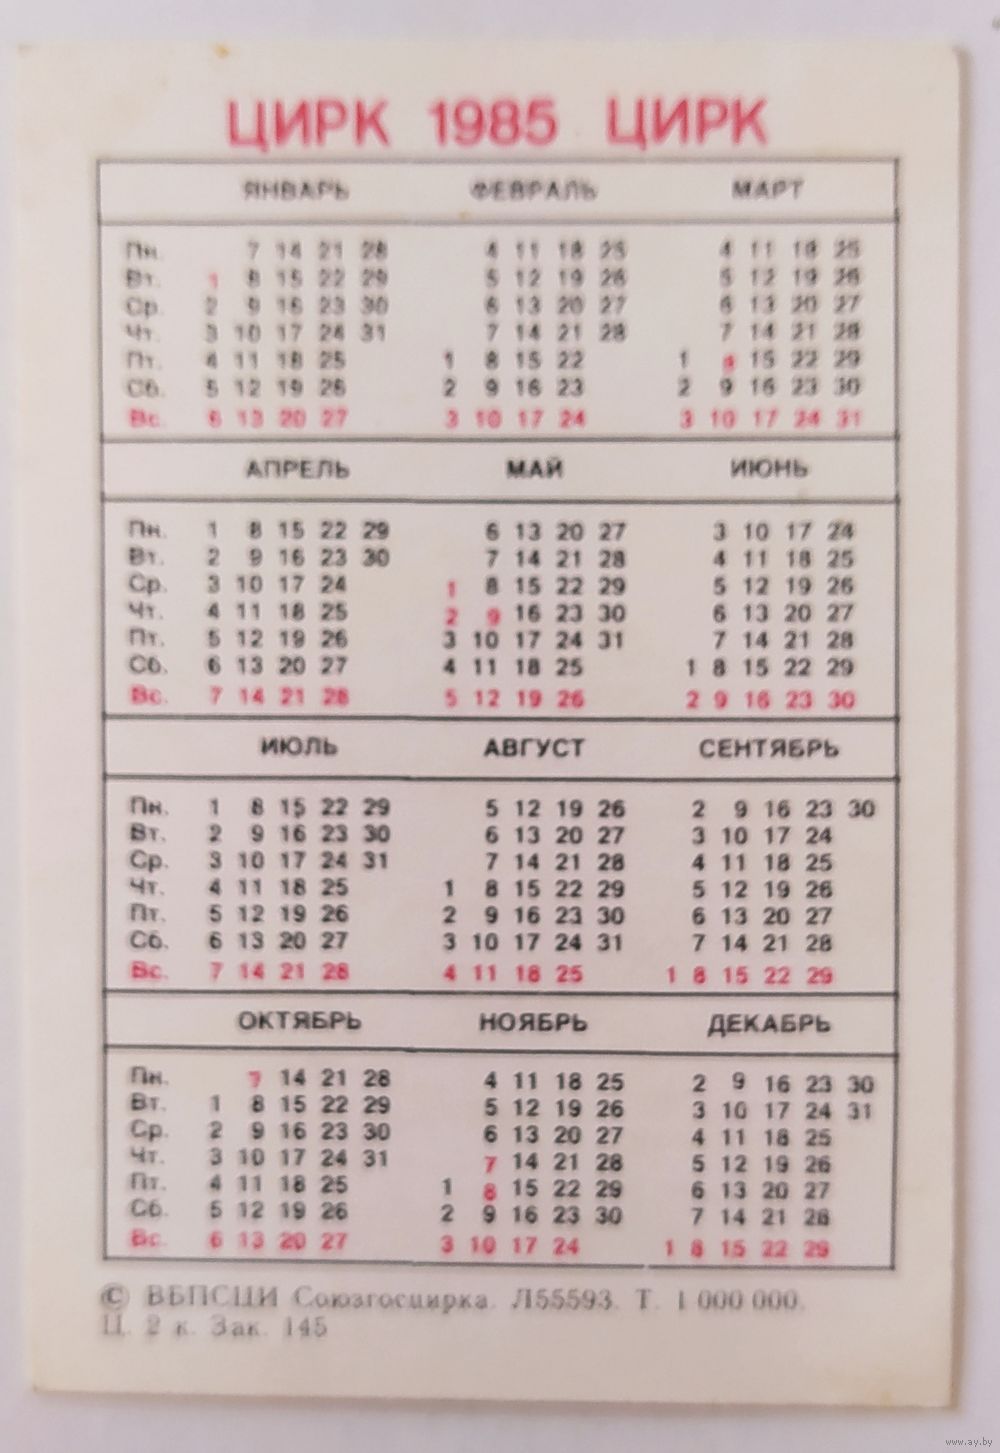 ЦИРК 1985 ЦИРК
ЯНВАРЬ ФЕВРАЛЬ МАРТ
Пн. 7 14 21 28 4 11 18 25 4 11 18 25
Вт. 1 8 15 22 29 5 12 19 26 5 12 19 26
Ср. 2 9 16 23 30 6 13 20 27 6 13 20 27
Чт. 3 10 17 24 31 7 14 21 28 7 14 21 28
Пт. 4 11 18 25 1 8 15 22 1 8 15 22 29
Сб. 5 12 19 26 2 9 16 23 2 9 16 23 30
Вс. 6 13 20 27 3 10 17 24 3 10 17 24 31
АПРЕЛЬ МАЙ ИЮНЬ
Пн. 1 8 15 22 29 6 13 20 27 3 10 17 24
Вт. 2 9 16 23 30 7 14 21 28 4 11 18 25
Ср. 3 10 17 24 1 8 15 22 29 5 12 19 26
Чт. 4 11 18 25 2 9 16 23 30 6 13 20 27
Пт. 5 12 19 26 3 10 17 24 31 7 14 21 28
Сб. 6 13 20 27 4 11 18 25 1 8 15 22 29
Вс. 7 14 21 28 5 12 19 26 2 9 16 23 30
ИЮЛЬ АВГУСТ СЕНТЯБРЬ
Пн. 1 8 15 22 29 5 12 19 26 2 9 16 23 30
Вт. 2 9 16 23 30 6 13 20 27 3 10 17 24
Ср. 3 10 17 24 31 7 14 21 28 4 11 18 25
Чт. 4 11 18 25 1 8 15 22 29 5 12 19 26
Пт. 5 12 19 26 2 9 16 23 30 6 13 20 27
Сб. 6 13 20 27 3 10 17 24 31 7 14 21 28
Вс. 7 14 21 28 4 11 18 25 1 8 15 22 29
ОКТЯБРЬ НОЯБРЬ ДЕКАБРЬ
Пн. 7 14 21 28 4 11 18 25 2 9 16 23 30
Вт. 1 8 15 22 29 5 12 19 26 3 10 17 24 31
Ср. 2 9 16 23 30 6 13 20 27 4 11 18 25
Чт. 3 10 17 24 31 7 14 21 28 5 12 19 26
Пт. 4 11 18 25 1 8 15 22 29 6 13 20 27
Сб. 5 12 19 26 2 9 16 23 30 7 14 21 28
Вс. 6 13 20 27 3 10 17 24 1 8 15 22 29
© ВБПСЦИ Союзгосцирка. Л55593. Т. 1 000 000.
Ц. 2 к. Зак. 145
www.ay.by